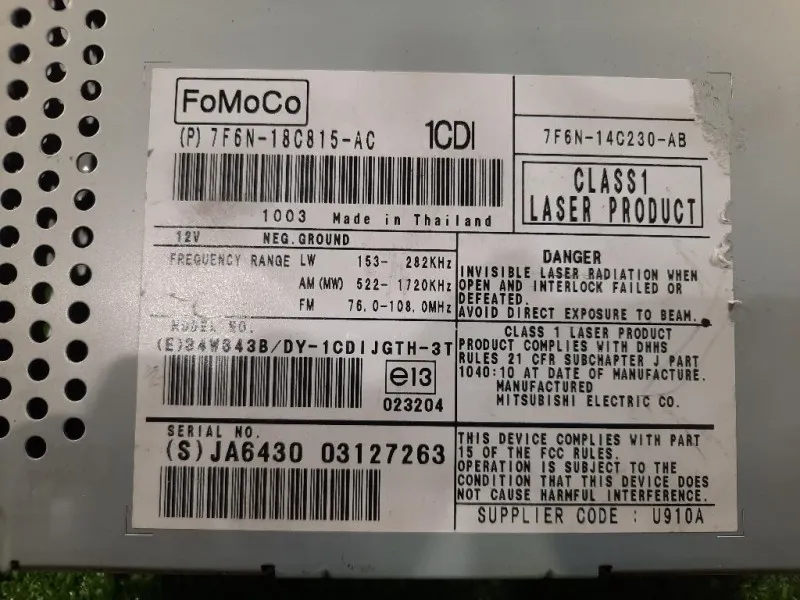 FoMoCo
(P) 7F6N-18C815-AC 1CDI
1003 Made in Thailand
7F6N-14C230-AB
CLASS1
LASER PRODUCT
12V NEG.GROUND
FREQUENCY RANGE LW 153- 282KHz
AM(MW) 522-1720KHz
FM 76.0-108.0MHz
MODEL NO.
(E)34W343B/DY-1CDIJGTH-3T
e13
023204
SERIAL NO.
(S)JA6430 03127263
DANGER
INVISIBLE LASER RADIATION WHEN
OPEN AND INTERLOCK FAILED OR
DEFEATED.
AVOID DIRECT EXPOSURE TO BEAM.
CLASS 1 LASER PRODUCT
PRODUCT COMPLIES WITH DHHS
RULES 21 CFR SUBCHAPTER J PART
1040:10 AT DATE OF MANUFACTURE.
MANUFACTURED
MITSUBISHI ELECTRIC CO.
THIS DEVICE COMPLIES WITH PART
15 OF THE FCC RULES.
OPERATION IS SUBJECT TO THE
CONDITION THAT THIS DEVICE DOES
NOT CAUSE HARMFUL INTERFERENCE.
SUPPLIER CODE : U910A